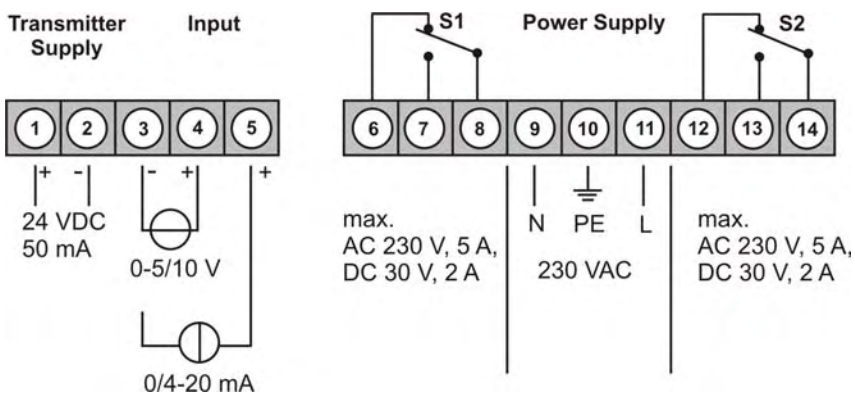 Transmitter
Supply
Input
S1
Power Supply
S2
1 2 3 4 5
6 7 8 9 10 11 12 13 14
+ - - + +
24 VDC
50 mA
0-5/10 V
0/4-20 mA
max.
AC 230 V, 5 A,
DC 30 V, 2 A
N PE L
230 VAC
max.
AC 230 V, 5 A,
DC 30 V, 2 A